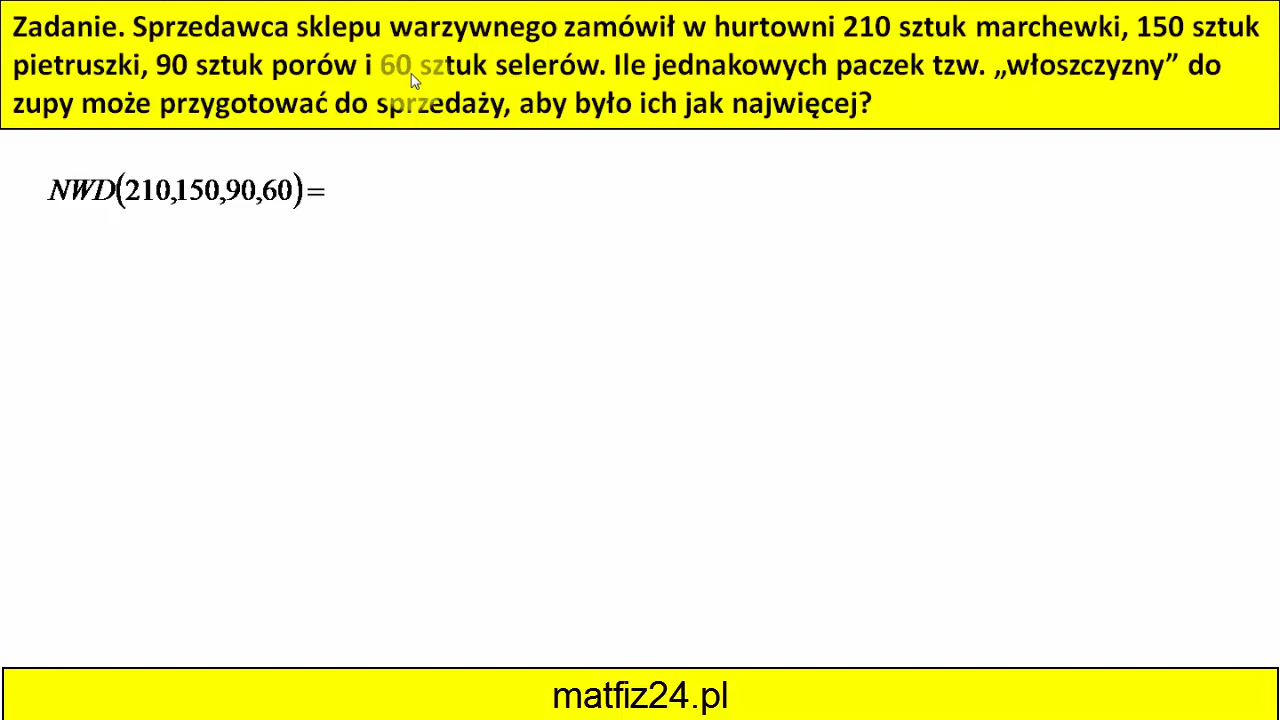 Zadanie. Sprzedawca sklepu warzywnego zamówił w hurtowni 210 sztuk marchewki, 150 sztuk
pietruszki, 90 sztuk porów i 60 sztuk selerów. Ile jednakowych paczek tzw. „włoszczyzny” do
zupy może przygotować do sprzedaży, aby było ich jak najwięcej?
NWD(210,150,90,60)=
matfiz24.pl